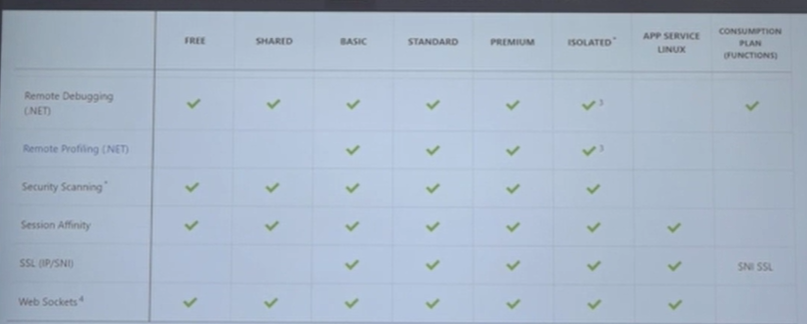 FREE SHARED BASIC STANDARD PREMIUM ISOLATED* APP SERVICE LINUX CONSUMPTION PLAN (FUNCTIONS)
Remote Debugging (.NET) ✓ ✓ ✓ ✓ ✓ ✓ 3 ✓
Remote Profiling (.NET) ✓ ✓ ✓ ✓ 3
Security Scanning* ✓ ✓ ✓ ✓ ✓ ✓
Session Affinity ✓ ✓ ✓ ✓ ✓ ✓ ✓
SSL (IP/SNI) ✓ ✓ ✓ ✓ ✓ SNI SSL
Web Sockets 4 ✓ ✓ ✓ ✓ ✓ ✓ ✓